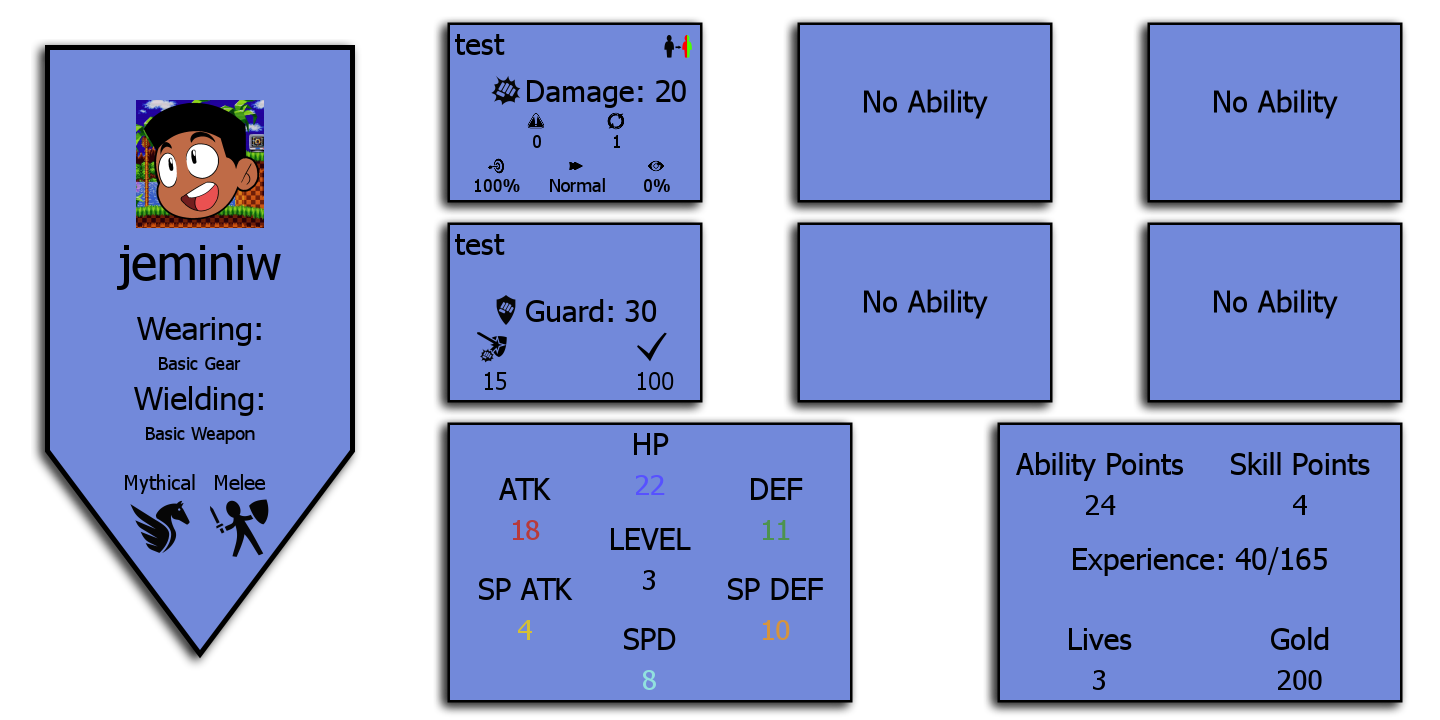 jeminiw
Wearing:
Basic Gear
Wielding:
Basic Weapon
Mythical Melee
test
Damage: 20
0 1
100% Normal 0%
No Ability
No Ability
test
Guard: 30
15 100
No Ability
No Ability
HP
22
ATK
18
DEF
11
LEVEL
3
SP ATK
4
SP DEF
10
SPD
8
Ability Points
24
Skill Points
4
Experience: 40/165
Lives
3
Gold
200